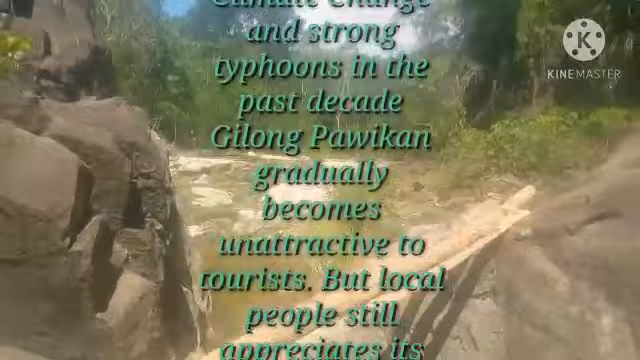 Climate Change
and strong
typhoons in the
past decade
Gilong Pawikan
gradually
becomes
unattractive to
tourists. But local
people still
appreciates its
KINEMASTER